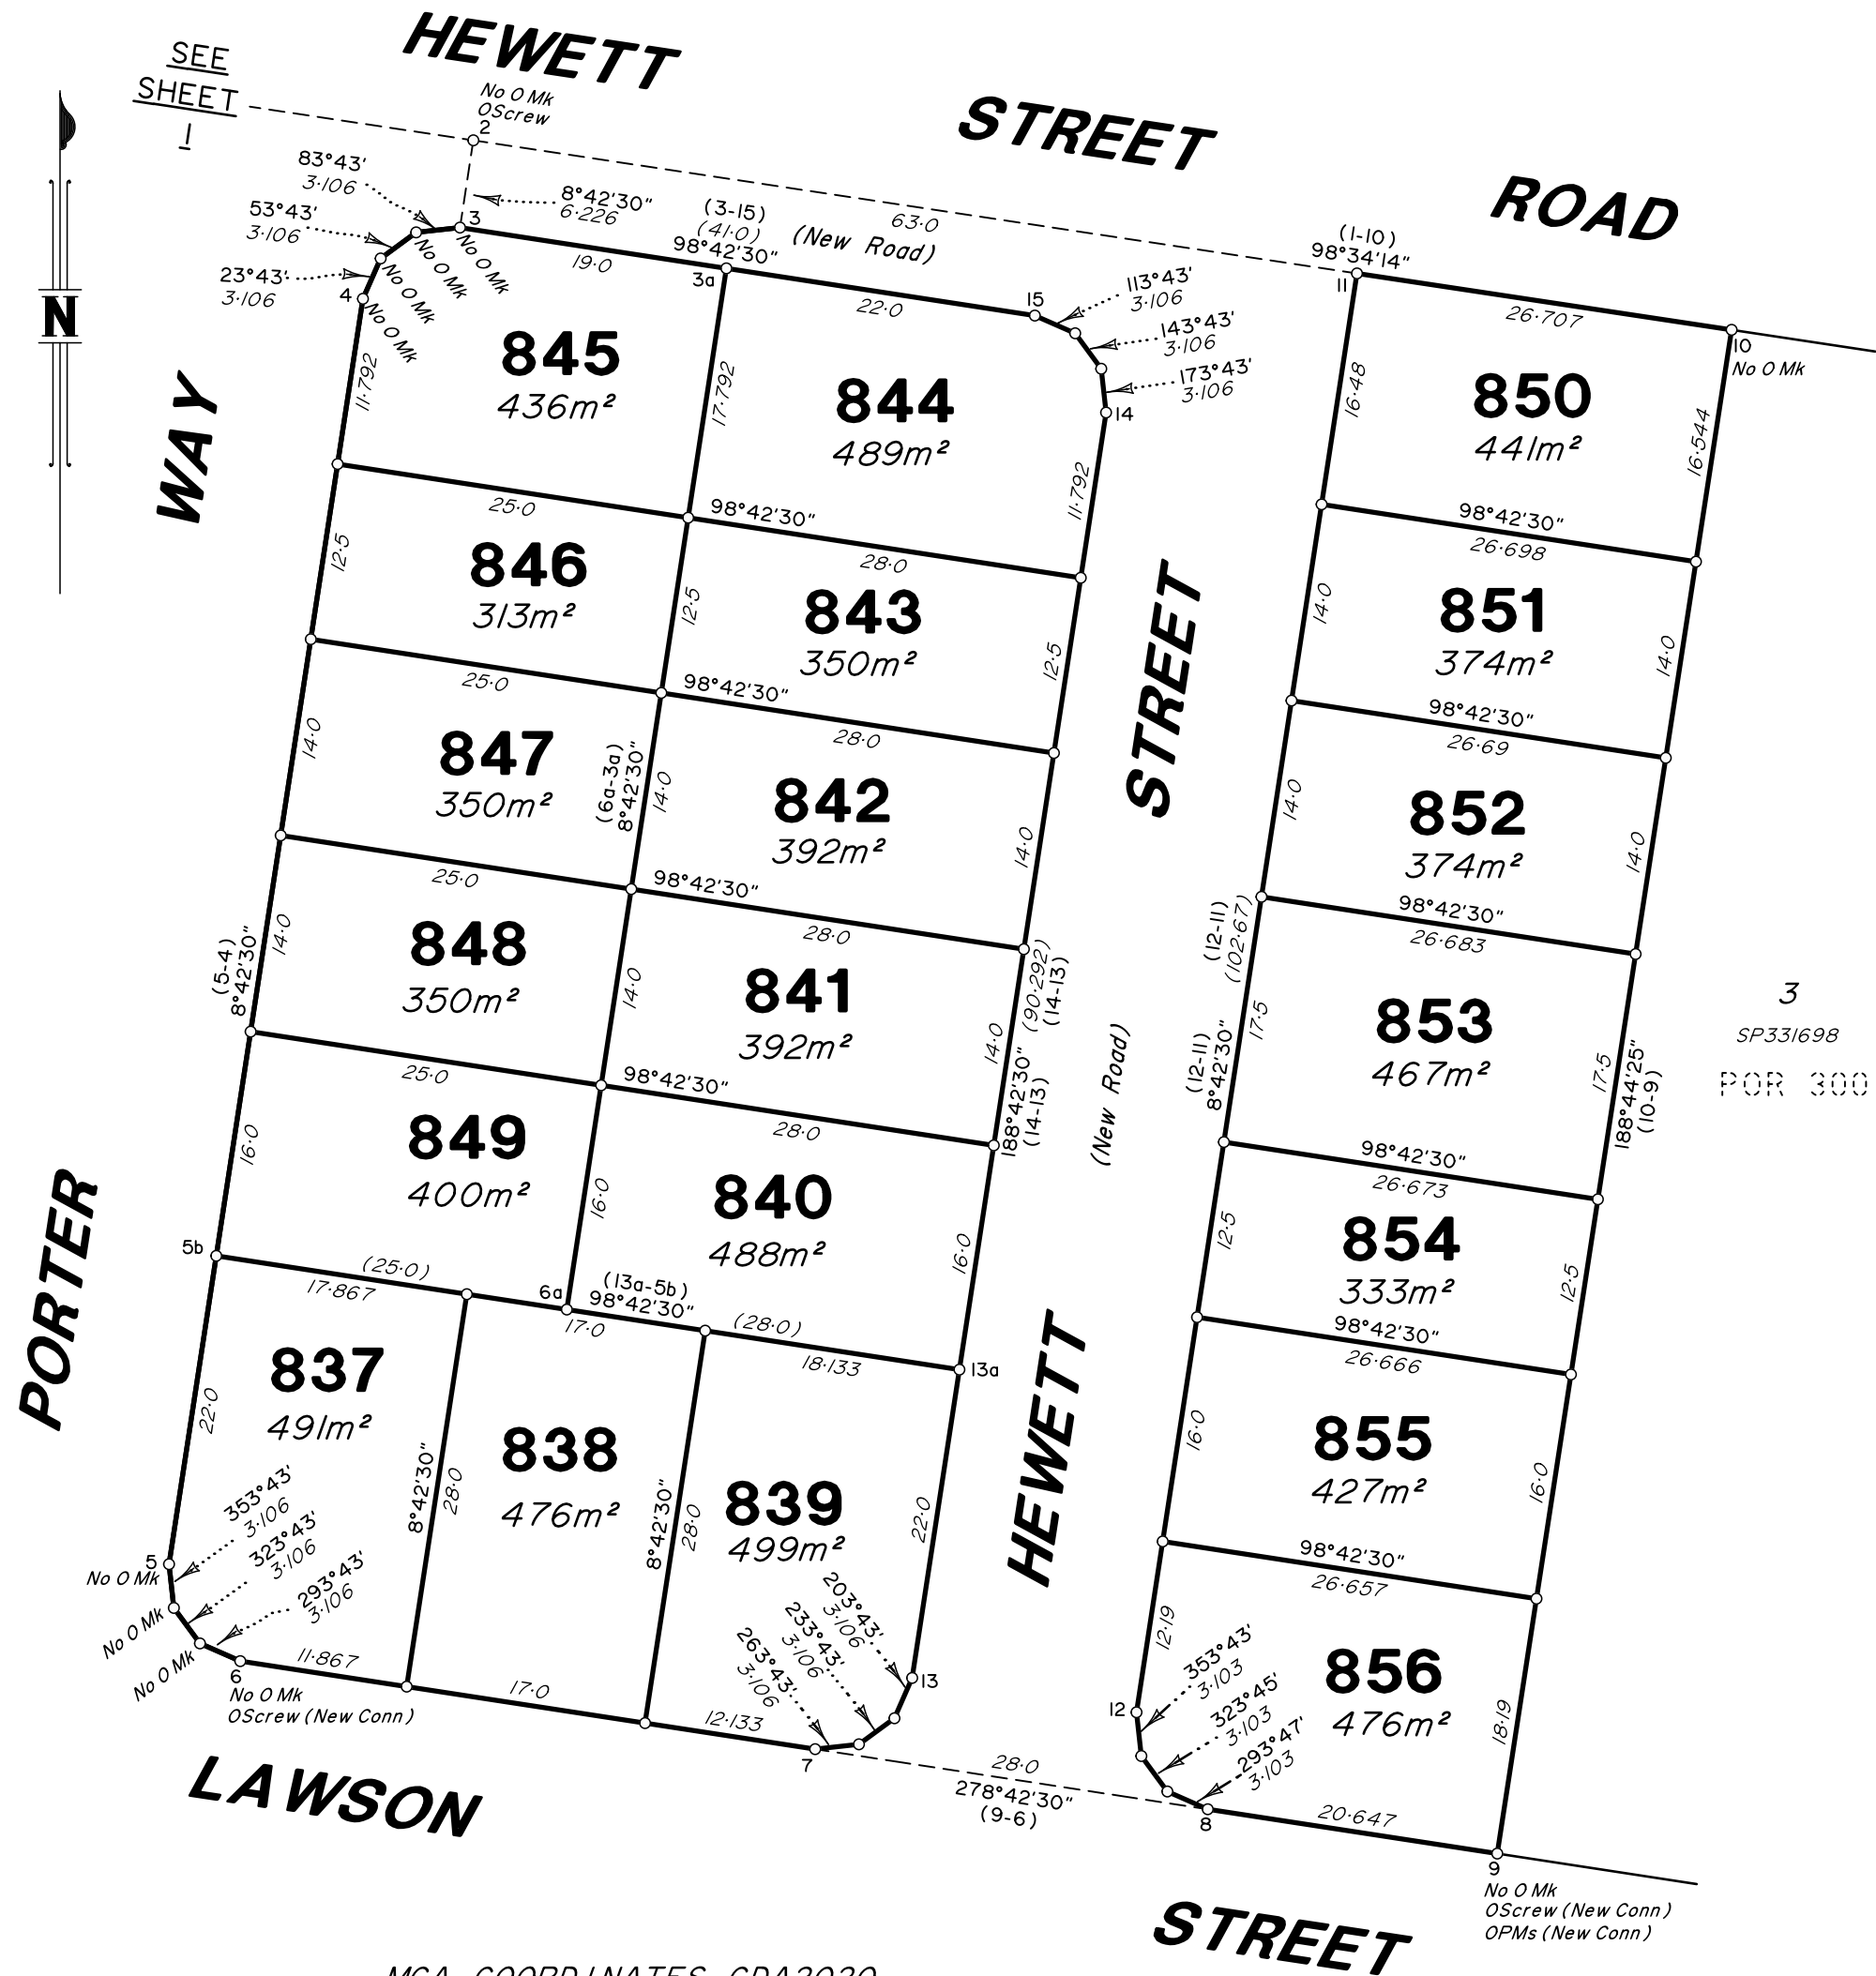 HEWETT STREET ROAD
SEE
SHEET
1
No O Mk
OScrew
2
83°43'
3·106
53°43'
3·106
23°43'
3·106
4
3
8°42'30"
6·226
(3-15)
(41·0)
98°42'30"
63·0
(New Road)
(1-10)
98°34'14"
11
No O Mk
No O Mk
No O Mk
No O Mk
19·0
3a
22·0
15
113°43'
3·106
143°43'
3·106
173°43'
3·106
14
26·707
10
No O Mk
N
WAY
11·792
845
436m²
17·792
844
489m²
11·792
16·48
850
441m²
16·544
25·0
98°42'30"
28·0
98°42'30"
26·698
12·5
846
313m²
12·5
843
350m²
12·5
STREET
14·0
851
374m²
14·0
25·0
98°42'30"
28·0
98°42'30"
26·69
14·0
847
350m²
(6a-3a)
8°42'30"
14·0
842
392m²
14·0
14·0
852
374m²
14·0
25·0
98°42'30"
28·0
98°42'30"
26·683
(5-4)
8°42'30"
14·0
848
350m²
14·0
841
392m²
14·0
(90·292)
(14-13)
188°42'30"
(14-13)
(New Road)
(12-11)
(102·67)
(12-11)
8°42'30"
17·5
853
467m²
17·5
188°44'25"
(10-9)
3
SP331698
POR 300
25·0
98°42'30"
28·0
98°42'30"
26·673
PORTER
16·0
849
400m²
16·0
840
488m²
16·0
12·5
854
333m²
12·5
5b
(25·0)
17·867
6a
(13a-5b)
98°42'30"
17·0
(28·0)
18·133
13a
98°42'30"
26·666
22·0
837
491m²
8°42'30"
28·0
838
476m²
8°42'30"
28·0
839
499m²
22·0
HEWETT
16·0
855
427m²
16·0
98°42'30"
26·657
353°43'
3·106
323°43'
3·106
293°43'
3·106
5
No O Mk
No O Mk
No O Mk
6
No O Mk
OScrew (New Conn)
11·867
17·0
12·133
203°43'
3·106
233°43'
3·106
263°43'
3·106
13
7
28·0
278°42'30"
(9-6)
12·19
12
353°43'
3·103
323°45'
3·103
293°47'
3·103
856
476m²
18·19
8
20·647
9
No O Mk
OScrew (New Conn)
OPMs (New Conn)
LAWSON STREET
MGA COORDINATES GDA2020